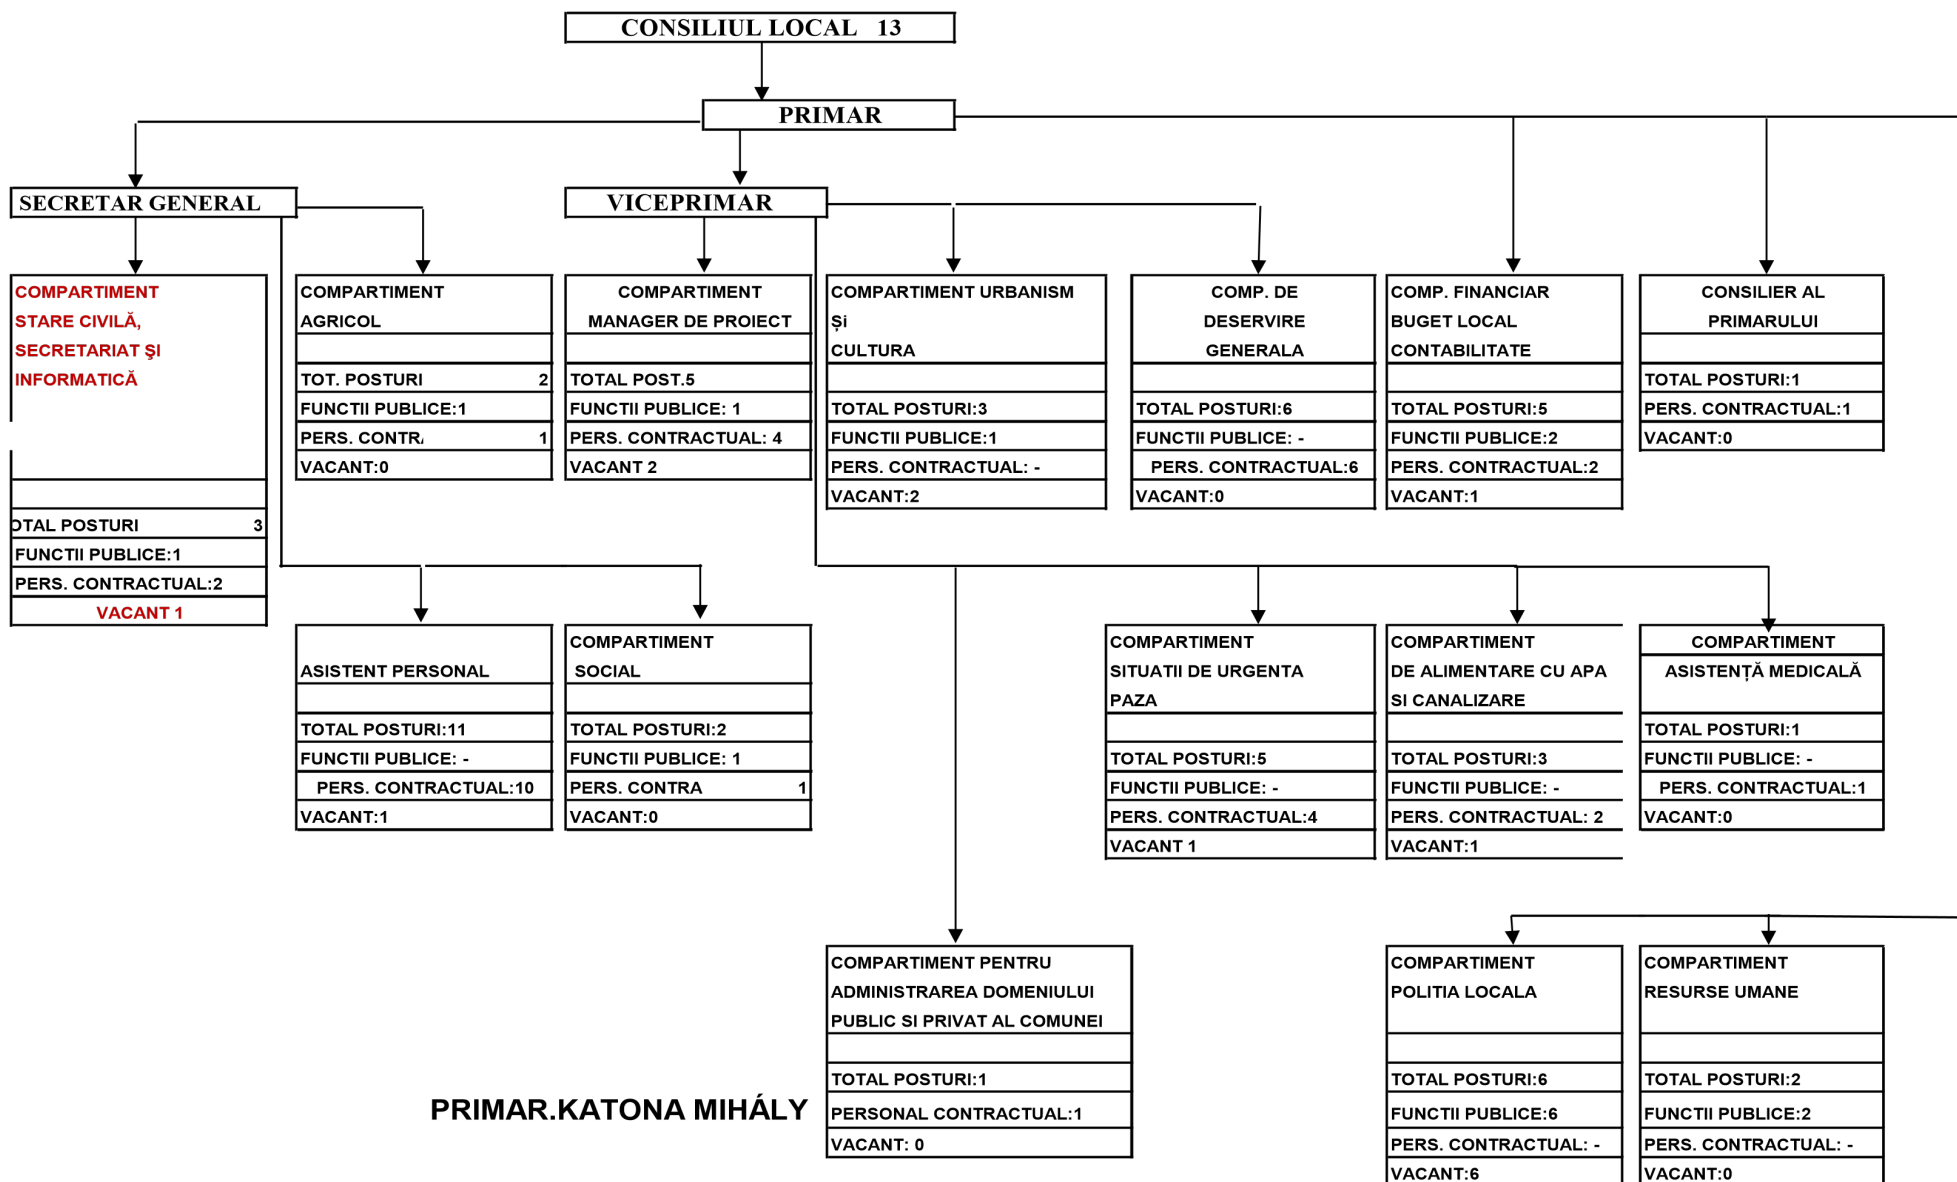 CONSILIUL LOCAL 13
PRIMAR
SECRETAR GENERAL
VICEPRIMAR
COMPARTIMENT
STARE CIVILĂ,
SECRETARIAT ŞI
INFORMATICĂ
OTAL POSTURI 3
FUNCTII PUBLICE:1
PERS. CONTRACTUAL:2
VACANT 1
COMPARTIMENT
AGRICOL
TOT. POSTURI 2
FUNCTII PUBLICE:1
PERS. CONTR 1
VACANT:0
COMPARTIMENT
MANAGER DE PROIECT
TOTAL POST.5
FUNCTII PUBLICE: 1
PERS. CONTRACTUAL: 4
VACANT 2
COMPARTIMENT URBANISM
Și
CULTURA
TOTAL POSTURI:3
FUNCTII PUBLICE:1
PERS. CONTRACTUAL: -
VACANT:2
COMP. DE
DESERVIRE
GENERALA
TOTAL POSTURI:6
FUNCTII PUBLICE: -
PERS. CONTRACTUAL:6
VACANT:0
COMP. FINANCIAR
BUGET LOCAL
CONTABILITATE
TOTAL POSTURI:5
FUNCTII PUBLICE:2
PERS. CONTRACTUAL:2
VACANT:1
CONSILIER AL
PRIMARULUI
TOTAL POSTURI:1
PERS. CONTRACTUAL:1
VACANT:0
ASISTENT PERSONAL
TOTAL POSTURI:11
FUNCTII PUBLICE: -
PERS. CONTRACTUAL:10
VACANT:1
COMPARTIMENT
SOCIAL
TOTAL POSTURI:2
FUNCTII PUBLICE: 1
PERS. CONTRA 1
VACANT:0
COMPARTIMENT
SITUATII DE URGENTA
PAZA
TOTAL POSTURI:5
FUNCTII PUBLICE: -
PERS. CONTRACTUAL:4
VACANT 1
COMPARTIMENT
DE ALIMENTARE CU APA
SI CANALIZARE
TOTAL POSTURI:3
FUNCTII PUBLICE: -
PERS. CONTRACTUAL: 2
VACANT:1
COMPARTIMENT
ASISTENȚĂ MEDICALĂ
TOTAL POSTURI:1
FUNCTII PUBLICE: -
PERS. CONTRACTUAL:1
VACANT:0
COMPARTIMENT PENTRU
ADMINISTRAREA DOMENIULUI
PUBLIC SI PRIVAT AL COMUNEI
TOTAL POSTURI:1
PERSONAL CONTRACTUAL:1
VACANT: 0
COMPARTIMENT
POLITIA LOCALA
TOTAL POSTURI:6
FUNCTII PUBLICE:6
PERS. CONTRACTUAL: -
VACANT:6
COMPARTIMENT
RESURSE UMANE
TOTAL POSTURI:2
FUNCTII PUBLICE:2
PERS. CONTRACTUAL: -
VACANT:0
PRIMAR.KATONA MIHÁLY